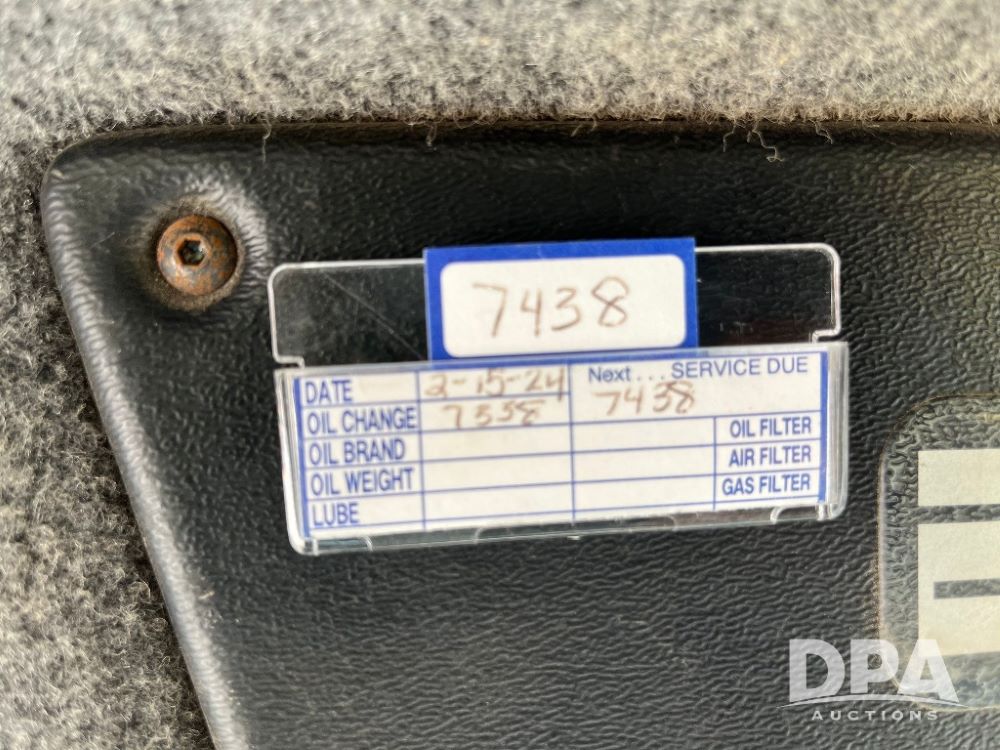 7438
DATE 2-15-24 Next... SERVICE DUE
OIL CHANGE 7438
OIL BRAND OIL FILTER
OIL WEIGHT AIR FILTER
LUBE GAS FILTER
DPA
AUCTIONS